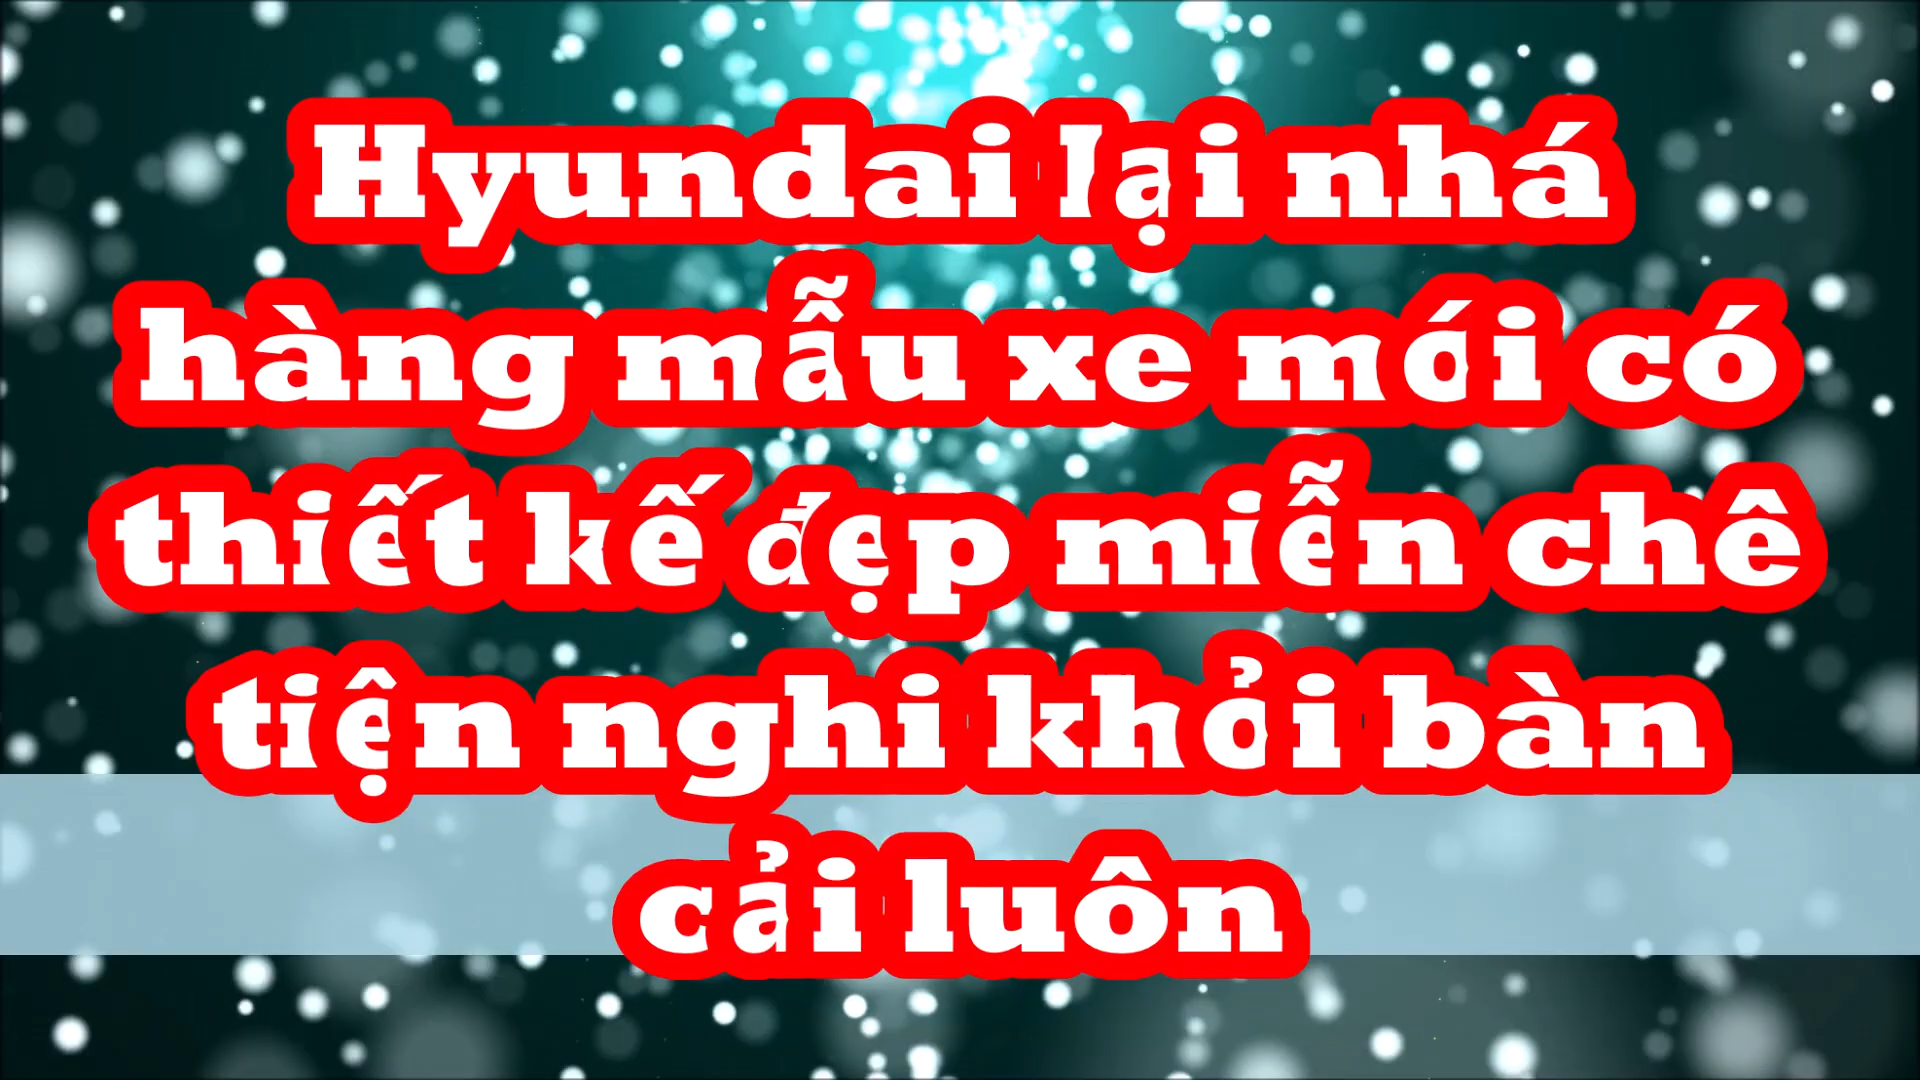 Hyundai lại nhá
hàng mẫu xe mới có
thiết kế đẹp miễn chê
tiện nghi khỏi bàn
cải luôn